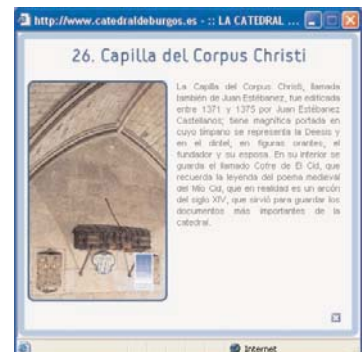 http://www.catedraldeburgos.es - :: LA CATEDRAL ...
26. Capilla del Corpus Christi
La Capilla del Corpus Christi, llamada
también de Juan Estébanez, fue edificada
entre 1371 y 1375 por Juan Estébanez
Castellanos; tiene magnífica portada en
cuyo tímpano se representa la Deesis y
en el dintel, en figuras orantes, el
fundador y su esposa. En su interior se
guarda el llamado Cofre de El Cid, que
recuerda la leyenda del poema medieval
del Mío Cid, que en realidad es un arcón
del siglo XIV, que sirvió para guardar los
documentos más importantes de la
catedral.
Internet